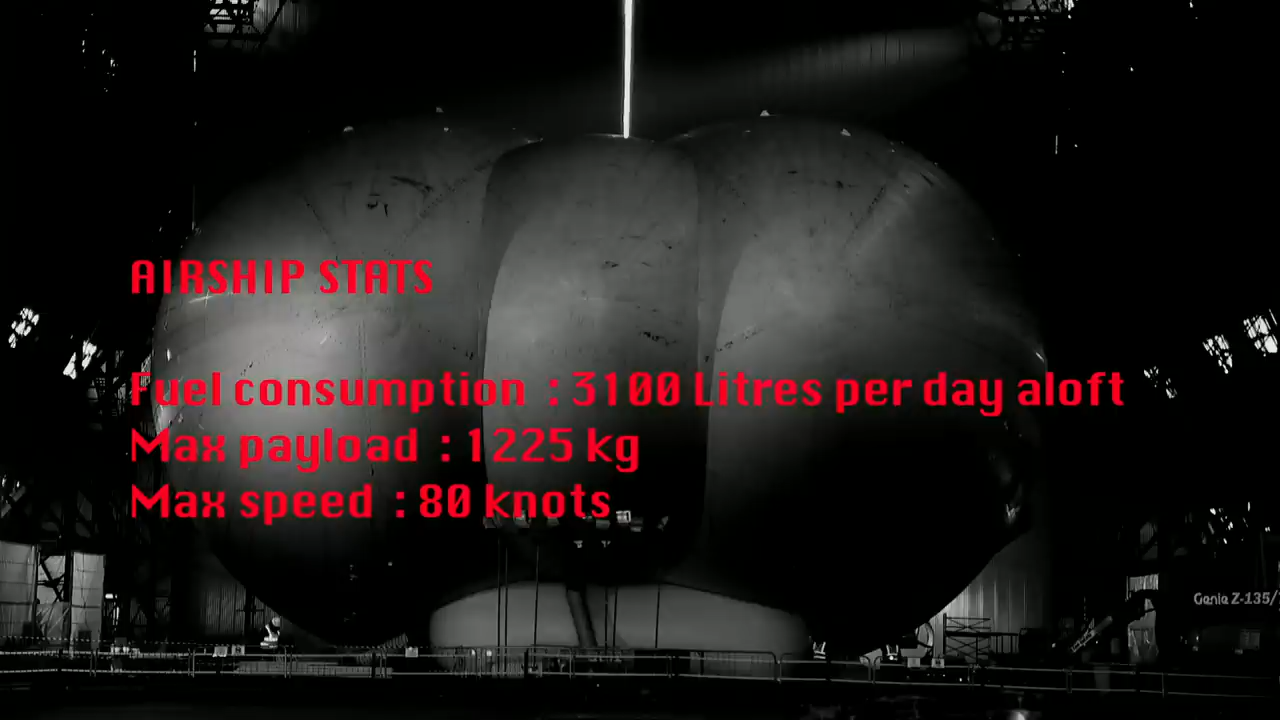 AIRSHIP STATS
Fuel consumption : 3100 Litres per day aloft
Max payload : 1225 kg
Max speed : 80 knots
Genie Z-135/